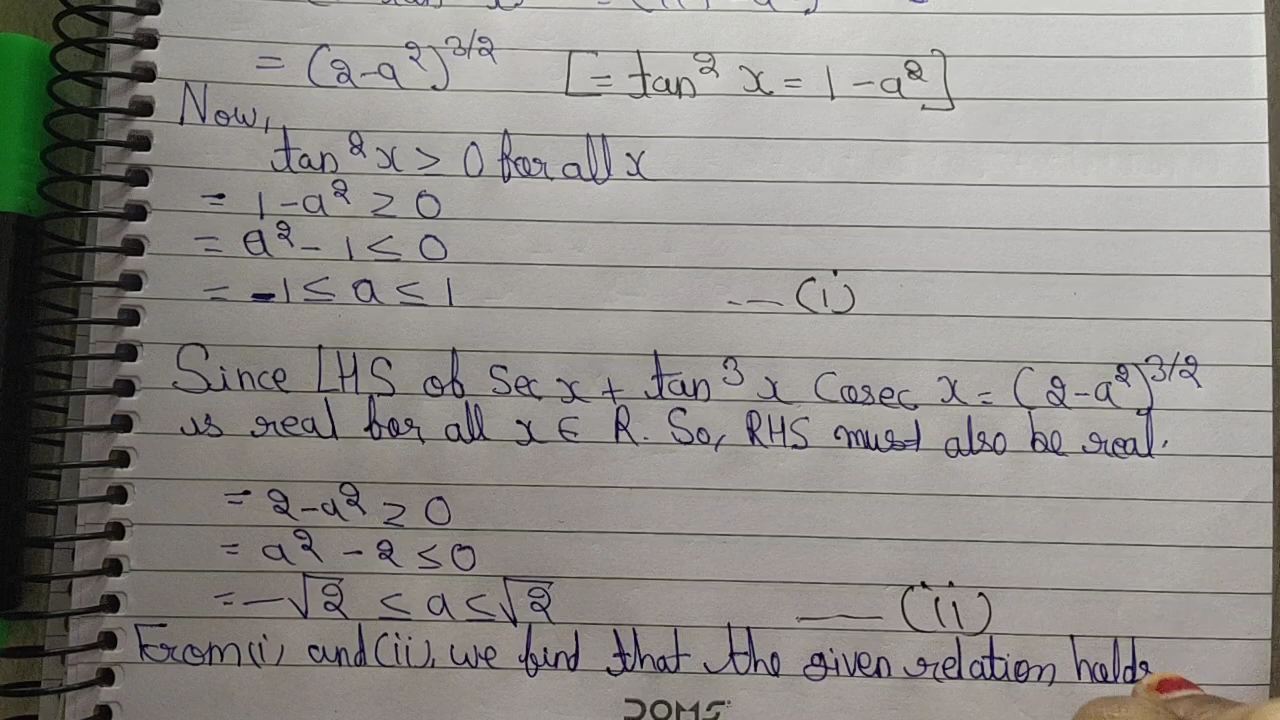 = (2-a²)^3/2 [= tan² x = 1-a²]
Now,
tan² x ≥ 0 for all x
= 1-a² ≥ 0
= a² - 1 ≤ 0
= -1 ≤ a ≤ 1 -- (i)
Since LHS of Sec x + tan³ x Cosec x = (2-a²)^3/2
is real for all x ∈ R. So, RHS must also be real.
= 2-a² ≥ 0
= a² - 2 ≤ 0
= -√2 ≤ a ≤ √2 — (ii)
From (i) and (ii), we find that the given relation holds
DOMS